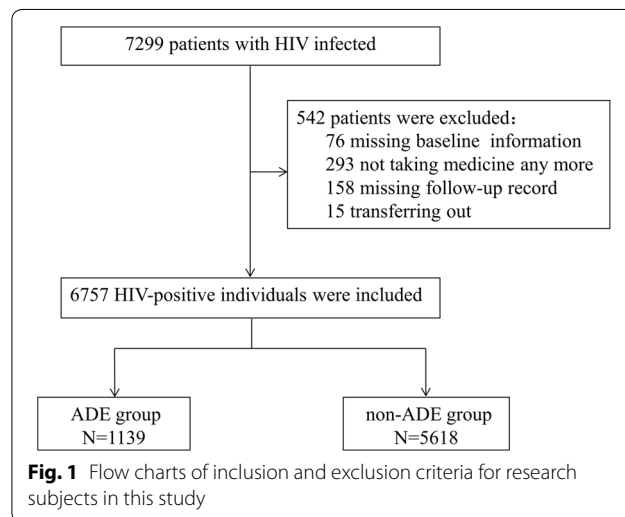 7299 patients with HIV infected
542 patients were excluded：
76 missing baseline information
293 not taking medicine any more
158 missing follow-up record
15 transferring out
6757 HIV-positive individuals were included
ADE group
N=1139
non-ADE group
N=5618
Fig. 1 Flow charts of inclusion and exclusion criteria for research
subjects in this study